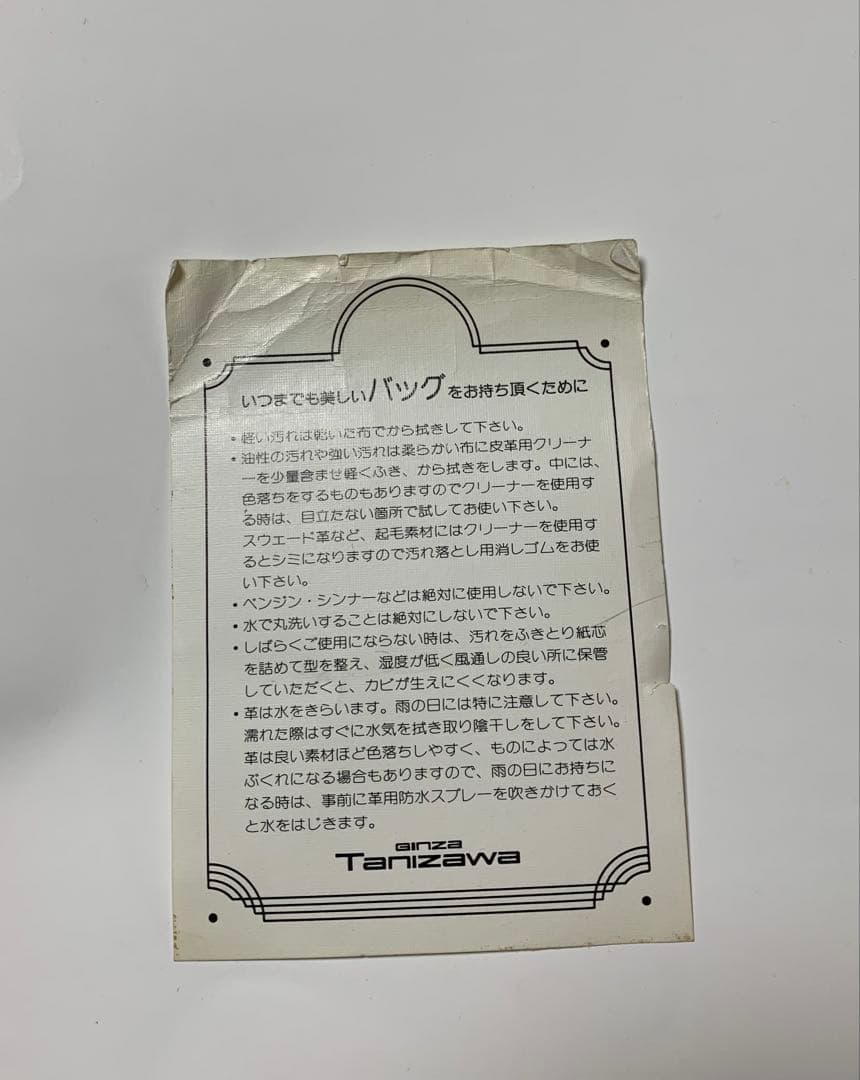 いつまでも美しいバッグをお持ち頂くために
・軽い汚れは乾いた布でから拭きして下さい。
・油性の汚れや強い汚れは柔らかい布に皮革用クリーナ
ーを少量含ませ軽くふき、から拭きをします。中には、
色落ちをするものもありますのでクリーナーを使用す
る時は、目立たない箇所で試してお使い下さい。
スウェード革など、起毛素材にはクリーナーを使用す
るとシミになりますので汚れ落とし用消しゴムをお使
い下さい。
・ベンジン・シンナーなどは絶対に使用しないで下さい。
・水で丸洗いすることは絶対にしないで下さい。
・しばらくご使用にならない時は、汚れをふきとり紙芯
を詰めて型を整え、湿度が低く風通しの良い所に保管
していただくと、カビが生えにくくなります。
・革は水をきらいます。雨の日には特に注意して下さい。
濡れた際はすぐに水気を拭き取り陰干しをして下さい。
革は良い素材ほど色落ちしやすく、ものによっては水
ぶくれになる場合もありますので、雨の日にお持ちに
なる時は、事前に革用防水スプレーを吹きかけておく
と水をはじきます。
GINZA
Tanizawa